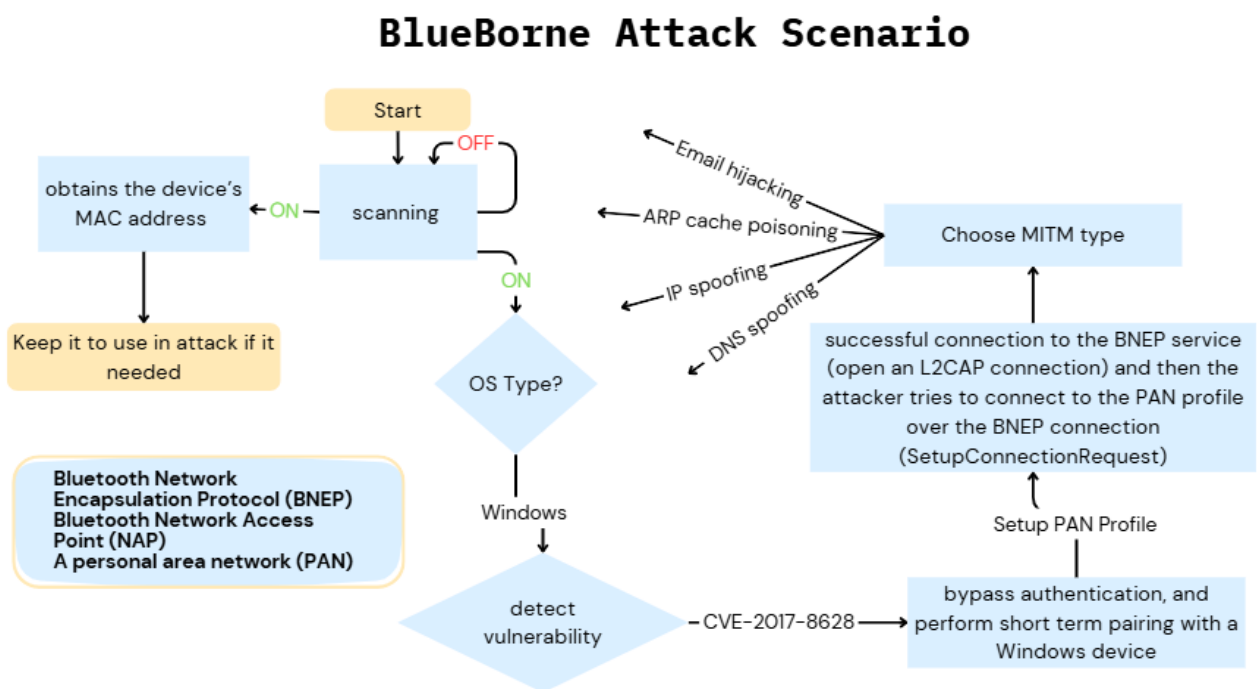 BlueBorne Attack Scenario
Start
OFF
scanning
ON
obtains the device's
MAC address
Keep it to use in attack if it
needed
ON
OS Type?
Windows
detect
vulnerability
CVE-2017-8628
bypass authentication, and
perform short term pairing with a
Windows device
Setup PAN Profile
successful connection to the BNEP service
(open an L2CAP connection) and then the
attacker tries to connect to the PAN profile
over the BNEP connection
(SetupConnectionRequest)
Choose MITM type
Email hijacking
ARP cache poisoning
IP spoofing
DNS spoofing
Bluetooth Network
Encapsulation Protocol (BNEP)
Bluetooth Network Access
Point (NAP)
A personal area network (PAN)